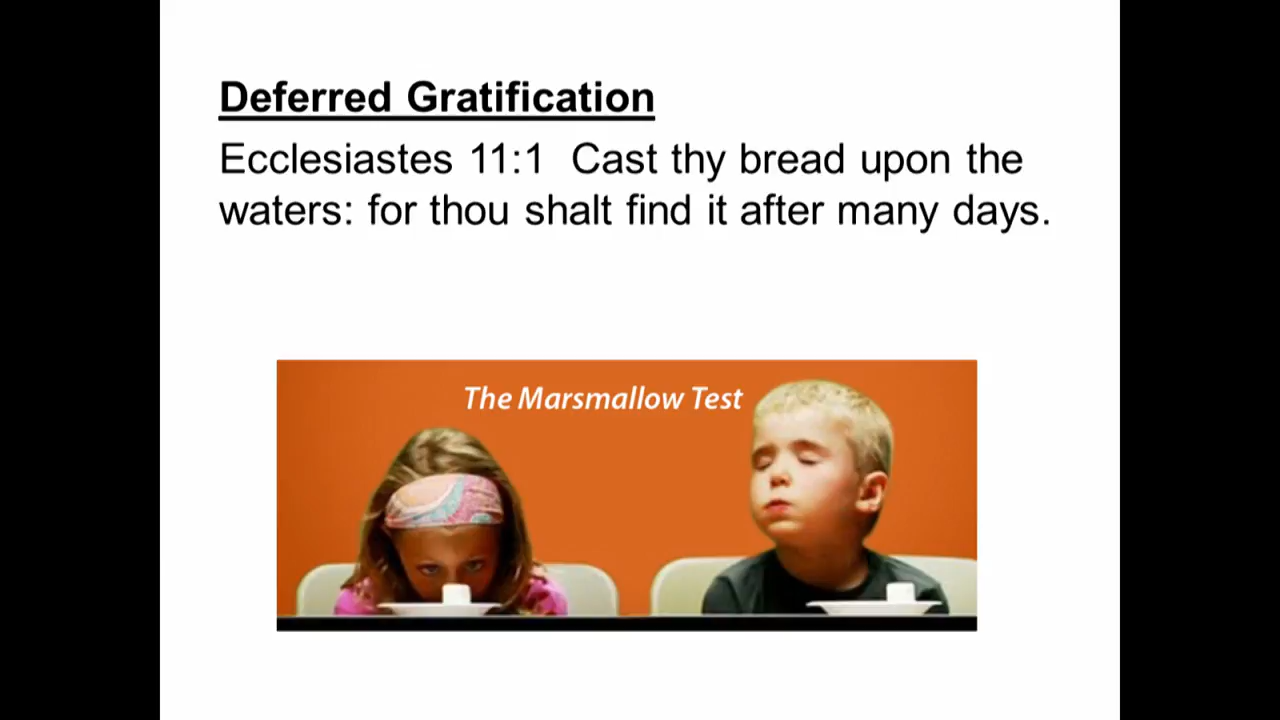 Deferred Gratification
Ecclesiastes 11:1  Cast thy bread upon the
waters: for thou shalt find it after many days.
The Marsmallow Test